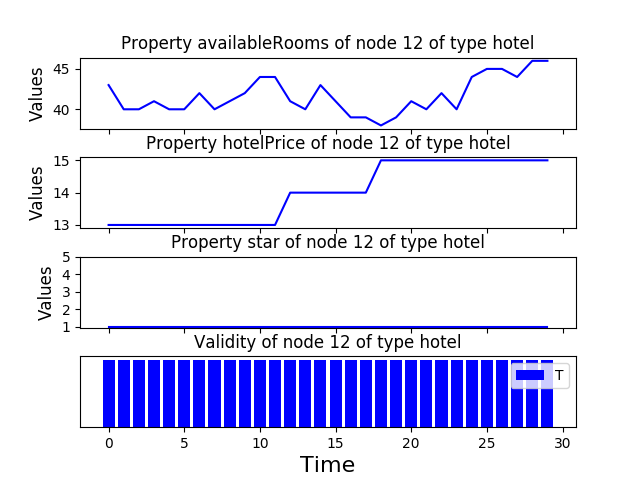 Property availableRooms of node 12 of type hotel
45
40
Values
Property hotelPrice of node 12 of type hotel
15
14
13
Values
Property star of node 12 of type hotel
5
4
3
2
1
Values
Validity of node 12 of type hotel
T
0 5 10 15 20 25 30
Time